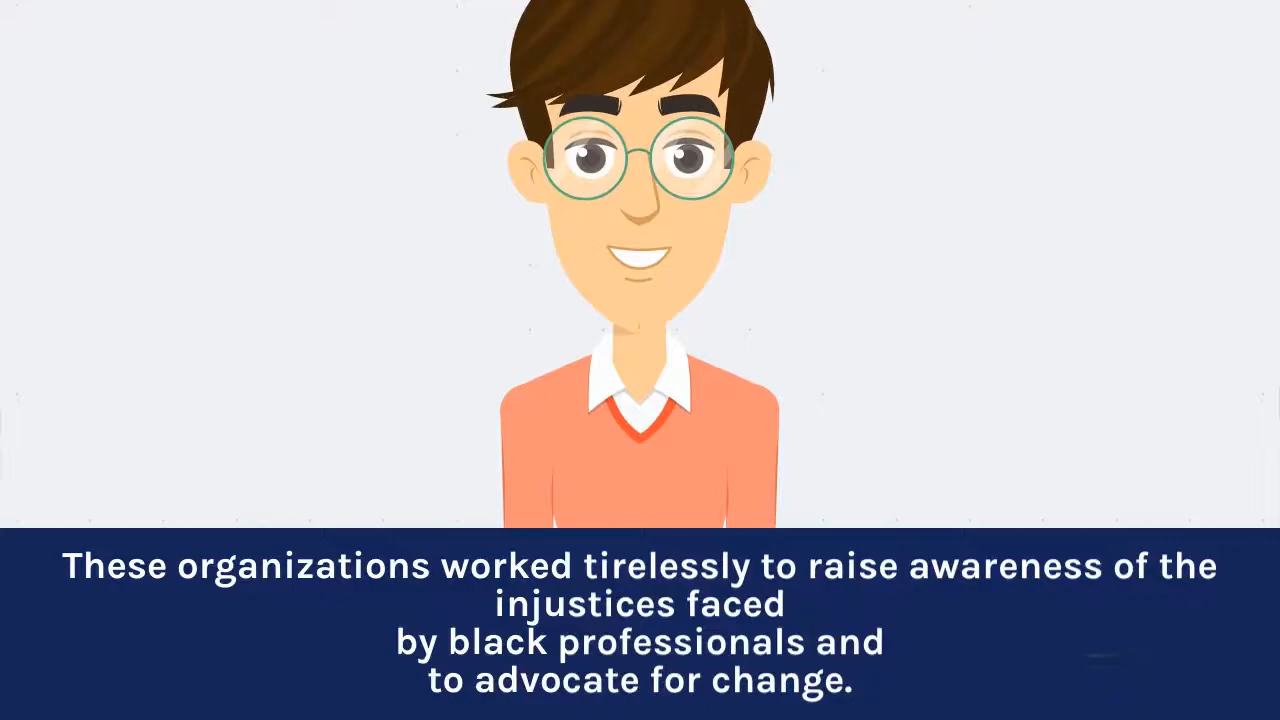 These organizations worked tirelessly to raise awareness of the
injustices faced
by black professionals and
to advocate for change.